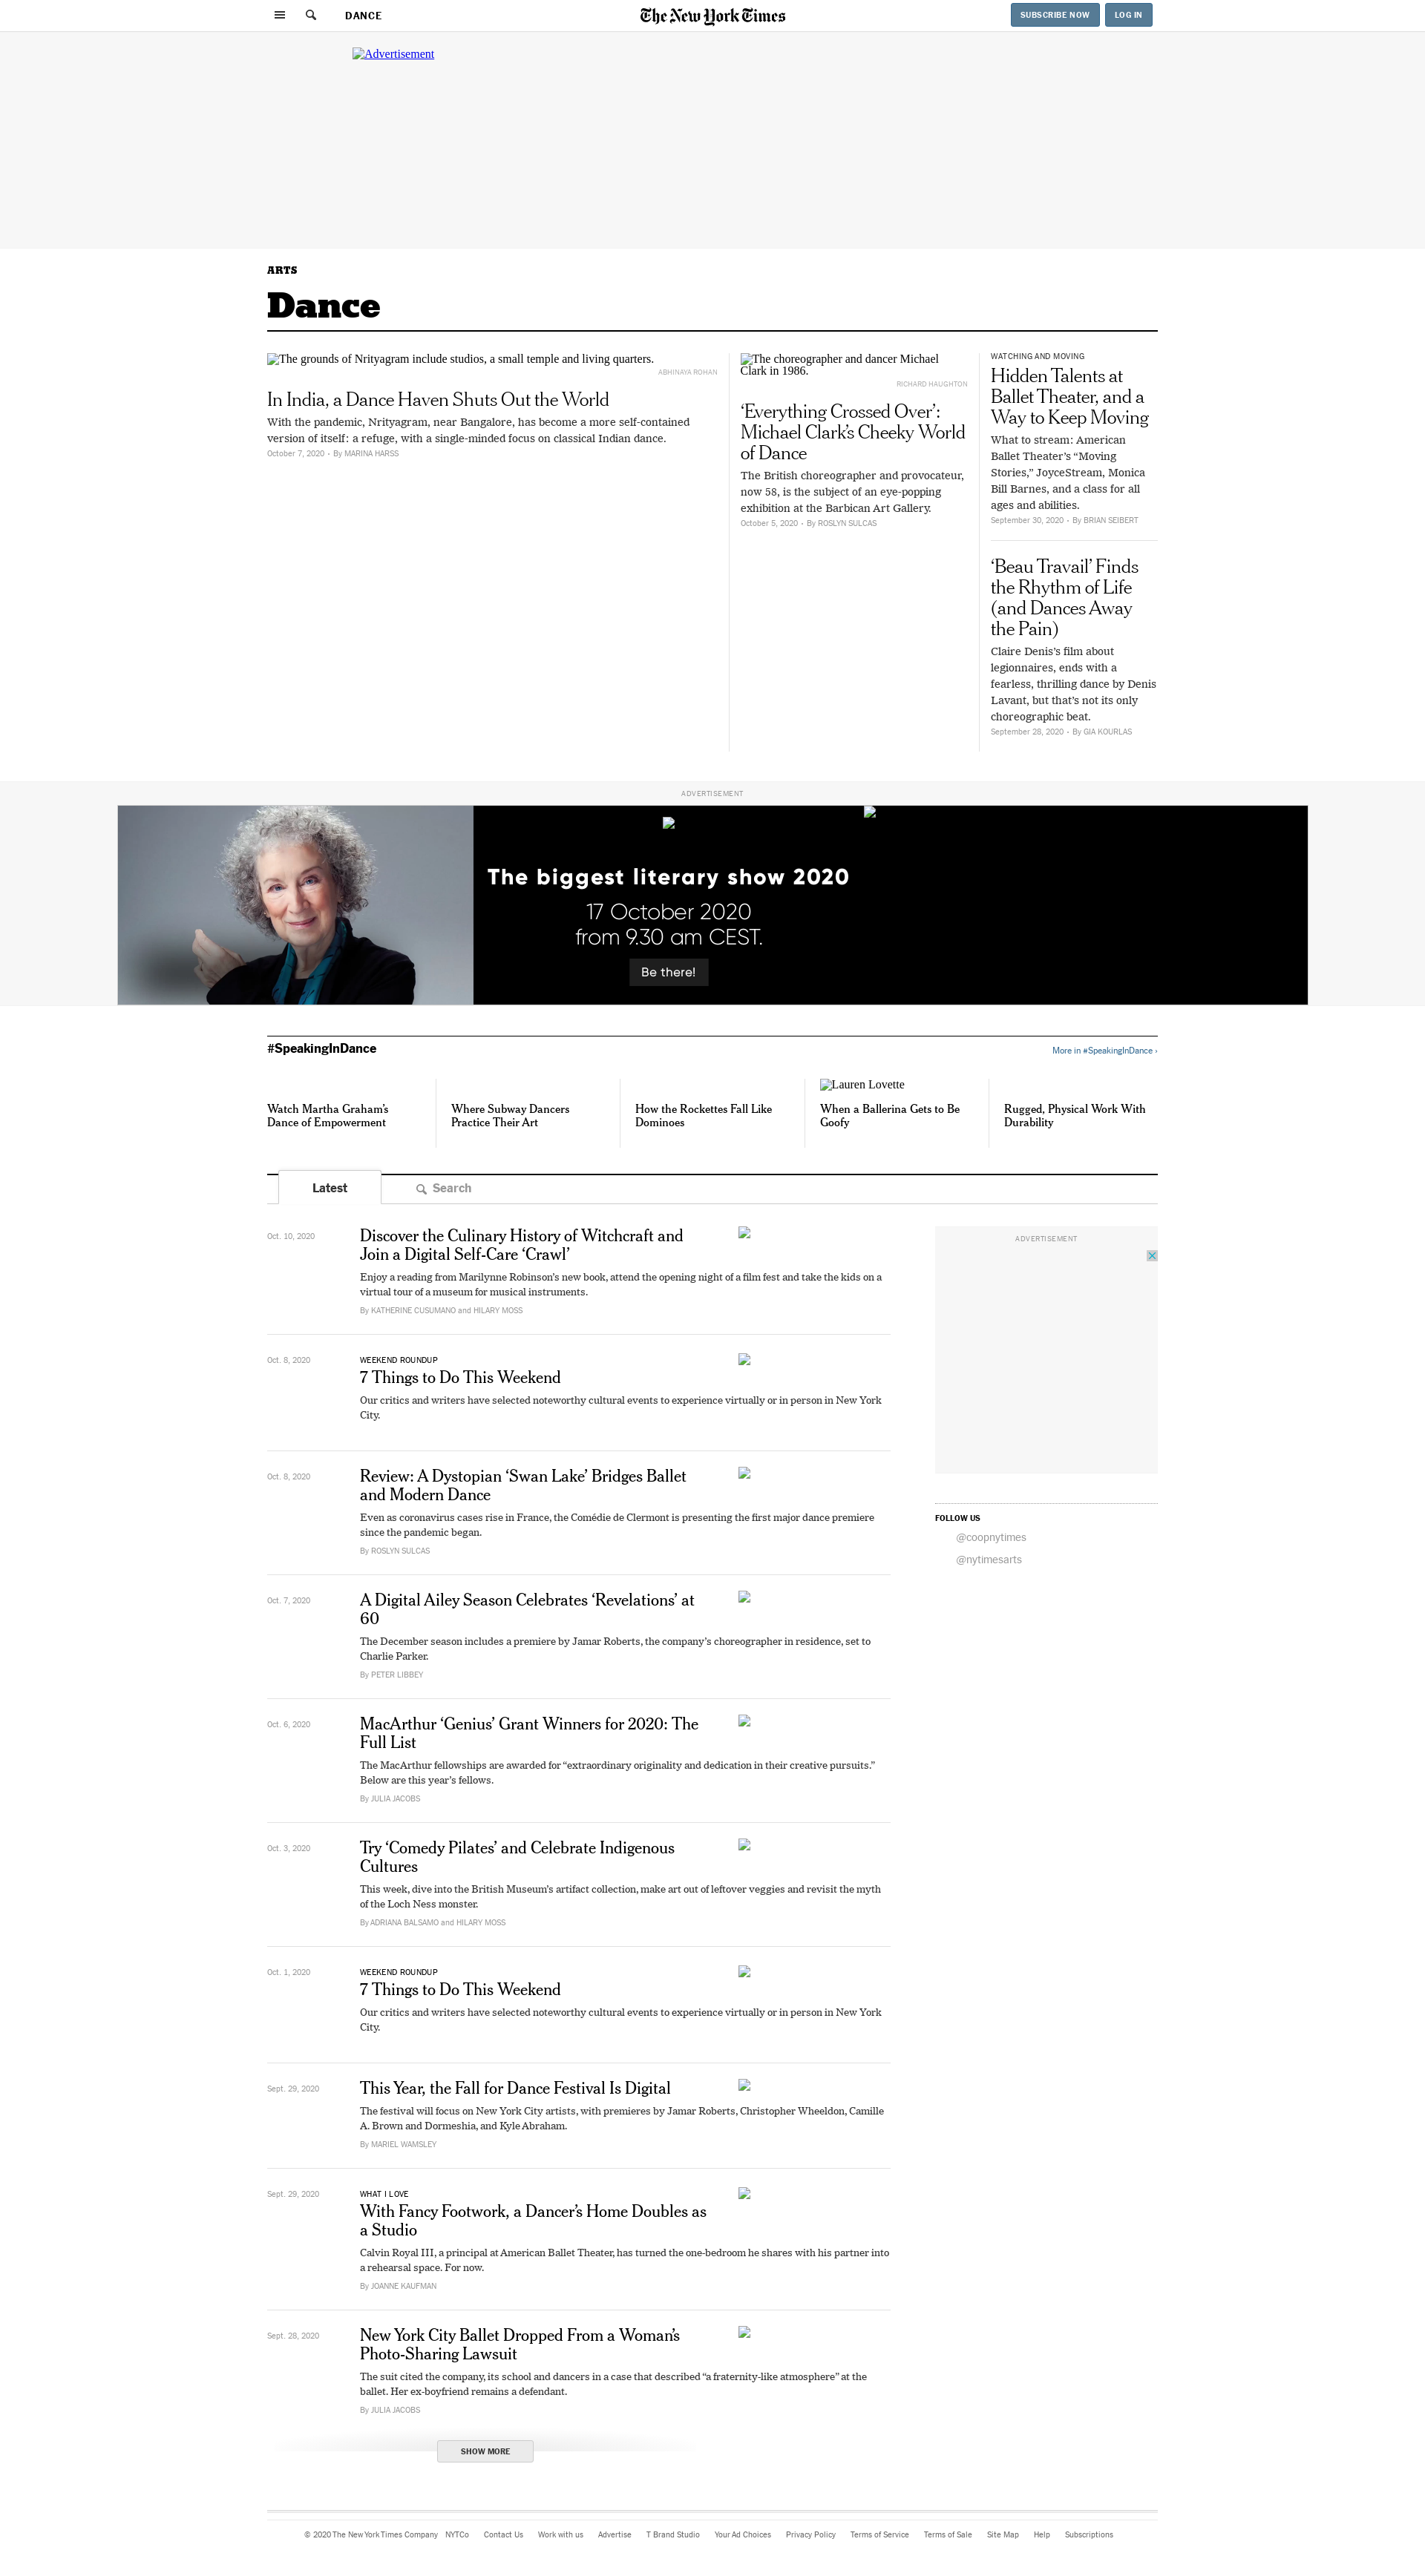 DANCE
The New York Times
SUBSCRIBE NOW
LOG IN
Advertisement
ARTS
Dance
The grounds of Nrityagram include studios, a small temple and living quarters.
ABHINAYA ROHAN
In India, a Dance Haven Shuts Out the World
With the pandemic, Nrityagram, near Bangalore, has become a more self-contained
version of itself: a refuge, with a single-minded focus on classical Indian dance.
October 7, 2020 • By MARINA HARSS
The choreographer and dancer Michael
Clark in 1986.
RICHARD HAUGHTON
‘Everything Crossed Over’:
Michael Clark’s Cheeky World
of Dance
The British choreographer and provocateur,
now 58, is the subject of an eye-popping
exhibition at the Barbican Art Gallery.
October 5, 2020 • By ROSLYN SULCAS
WATCHING AND MOVING
Hidden Talents at
Ballet Theater, and a
Way to Keep Moving
What to stream: American
Ballet Theater’s “Moving
Stories,” JoyceStream, Monica
Bill Barnes, and a class for all
ages and abilities.
September 30, 2020 • By BRIAN SEIBERT
‘Beau Travail’ Finds
the Rhythm of Life
(and Dances Away
the Pain)
Claire Denis’s film about
legionnaires, ends with a
fearless, thrilling dance by Denis
Lavant, but that’s not its only
choreographic beat.
September 28, 2020 • By GIA KOURLAS
ADVERTISEMENT
The biggest literary show 2020
17 October 2020
from 9.30 am CEST.
Be there!
#SpeakingInDance
More in #SpeakingInDance ›
Watch Martha Graham’s
Dance of Empowerment
Where Subway Dancers
Practice Their Art
How the Rockettes Fall Like
Dominoes
Lauren Lovette
When a Ballerina Gets to Be
Goofy
Rugged, Physical Work With
Durability
Latest
Search
Oct. 10, 2020
Discover the Culinary History of Witchcraft and
Join a Digital Self-Care ‘Crawl’
Enjoy a reading from Marilynne Robinson’s new book, attend the opening night of a film fest and take the kids on a
virtual tour of a museum for musical instruments.
By KATHERINE CUSUMANO and HILARY MOSS
Oct. 8, 2020
WEEKEND ROUNDUP
7 Things to Do This Weekend
Our critics and writers have selected noteworthy cultural events to experience virtually or in person in New York
City.
Oct. 8, 2020
Review: A Dystopian ‘Swan Lake’ Bridges Ballet
and Modern Dance
Even as coronavirus cases rise in France, the Comédie de Clermont is presenting the first major dance premiere
since the pandemic began.
By ROSLYN SULCAS
Oct. 7, 2020
A Digital Ailey Season Celebrates ‘Revelations’ at
60
The December season includes a premiere by Jamar Roberts, the company’s choreographer in residence, set to
Charlie Parker.
By PETER LIBBEY
Oct. 6, 2020
MacArthur ‘Genius’ Grant Winners for 2020: The
Full List
The MacArthur fellowships are awarded for “extraordinary originality and dedication in their creative pursuits.”
Below are this year’s fellows.
By JULIA JACOBS
Oct. 3, 2020
Try ‘Comedy Pilates’ and Celebrate Indigenous
Cultures
This week, dive into the British Museum’s artifact collection, make art out of leftover veggies and revisit the myth
of the Loch Ness monster.
By ADRIANA BALSAMO and HILARY MOSS
Oct. 1, 2020
WEEKEND ROUNDUP
7 Things to Do This Weekend
Our critics and writers have selected noteworthy cultural events to experience virtually or in person in New York
City.
Sept. 29, 2020
This Year, the Fall for Dance Festival Is Digital
The festival will focus on New York City artists, with premieres by Jamar Roberts, Christopher Wheeldon, Camille
A. Brown and Dormeshia, and Kyle Abraham.
By MARIEL WAMSLEY
Sept. 29, 2020
WHAT I LOVE
With Fancy Footwork, a Dancer’s Home Doubles as
a Studio
Calvin Royal III, a principal at American Ballet Theater, has turned the one-bedroom he shares with his partner into
a rehearsal space. For now.
By JOANNE KAUFMAN
Sept. 28, 2020
New York City Ballet Dropped From a Woman’s
Photo-Sharing Lawsuit
The suit cited the company, its school and dancers in a case that described “a fraternity-like atmosphere” at the
ballet. Her ex-boyfriend remains a defendant.
By JULIA JACOBS
SHOW MORE
ADVERTISEMENT
FOLLOW US
@coopnytimes
@nytimesarts
© 2020 The New York Times Company NYTCo Contact Us Work with us Advertise T Brand Studio Your Ad Choices Privacy Policy Terms of Service Terms of Sale Site Map Help Subscriptions